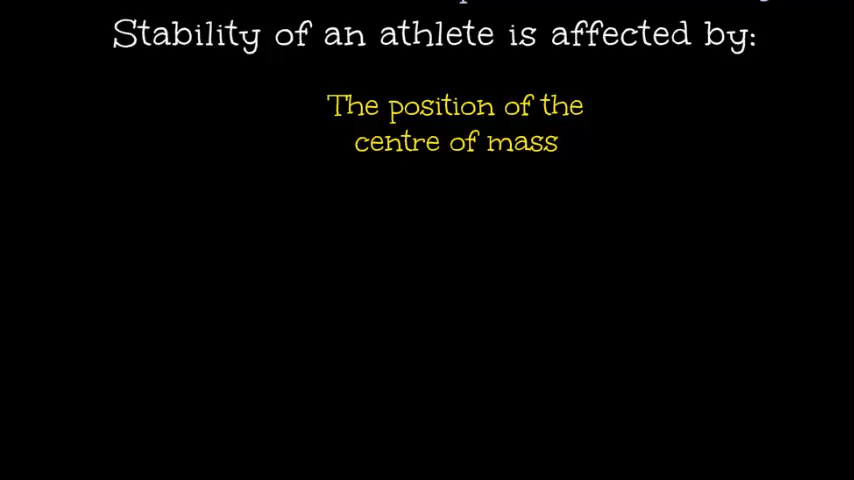 Stability of an athlete is affected by:
The position of the
centre of mass